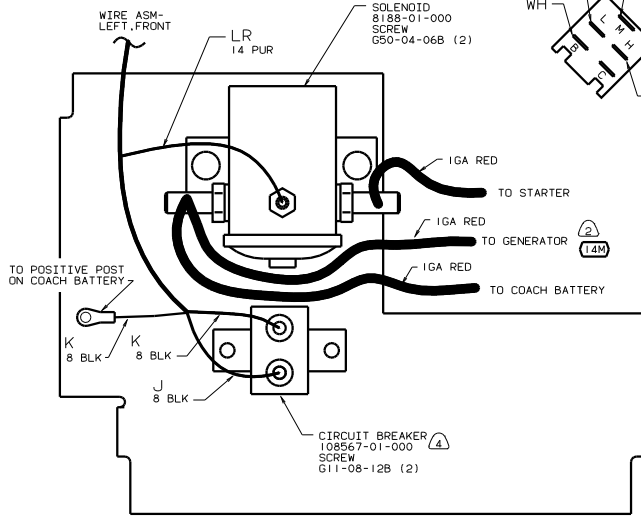 WIRE ASM-
LEFT,FRONT
LR
14 PUR
SOLENOID
8188-01-000
SCREW
G50-04-06B (2)
WH
L
M
B
H
C
1GA RED
TO STARTER
1GA RED
TO GENERATOR
2
14M
1GA RED
TO COACH BATTERY
TO POSITIVE POST
ON COACH BATTERY
K
8 BLK
K
8 BLK
J
8 BLK
CIRCUIT BREAKER
108567-01-000
4
SCREW
G11-08-12B (2)